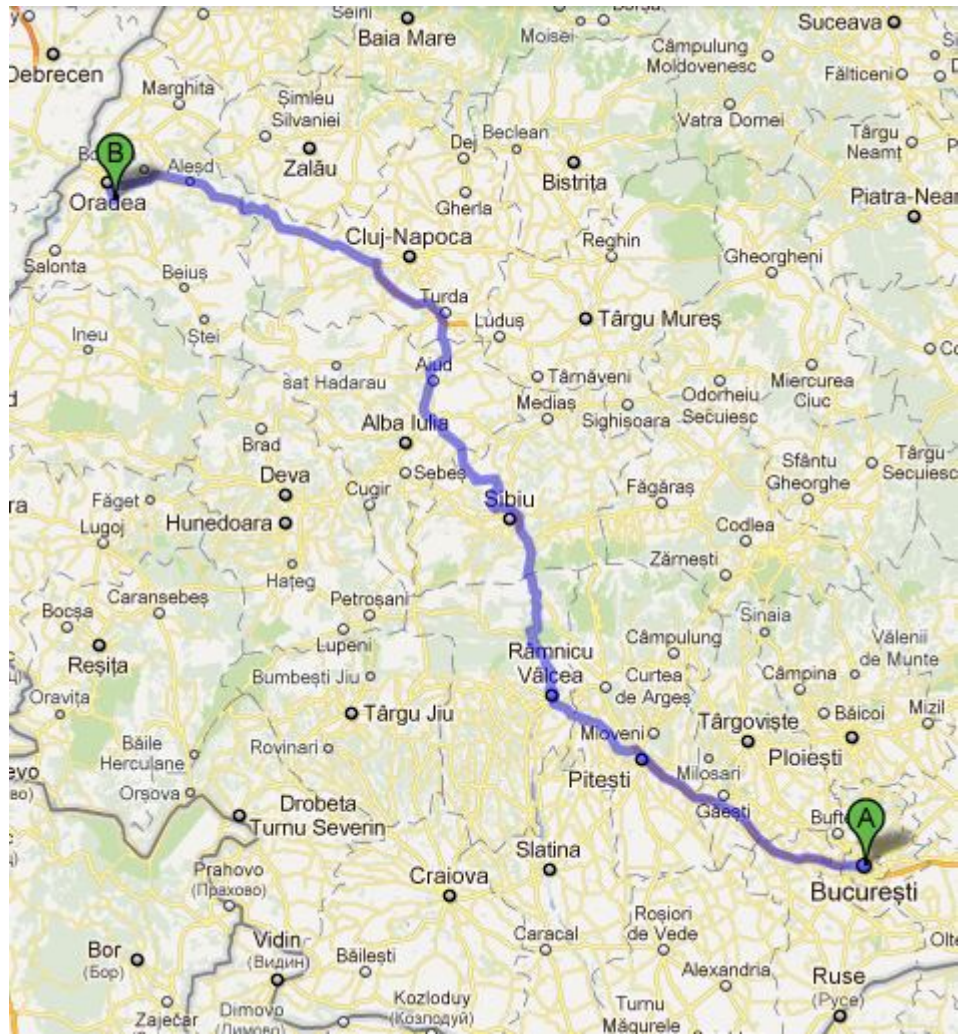 Seini
Baia Mare
Moisei
Suceava
Câmpulung
Moldovenesc
Fălticeni
Debrecen
Marghita
Șimleu
Silvaniei
Vatra Dornei
Târgu
Neamț
Dej
Beclean
B
Aleșd
Zalău
Bistrița
Oradea
Gherla
Piatra-Neam
Cluj-Napoca
Reghin
Gheorgheni
Salonta
Beiuș
Turda
Luduș
Târgu Mureș
Ineu
Ștei
sat Hadarau
Aiud
Târnăveni
Mediaș
Sighisoara
Odorheiu
Secuiesc
Miercurea
Ciuc
Alba Iulia
Brad
Sebeș
Sfântu
Gheorghe
Târgu
Secuiesc
Deva
Cugir
Sibiu
Făgăraș
Făget
Lugoj
Hunedoara
Codlea
Hațeg
Zărnești
Caransebeș
Petroșani
Bocșa
Lupeni
Sinaia
Reșița
Râmnicu
Vâlcea
Câmpulung
Vălenii
de Munte
Bumbești Jiu
Curtea
de Argeș
Câmpina
Oravița
Târgu Jiu
Mioveni
Târgoviște
Băicoi
Mizil
Băile
Herculane
Rovinari
Pitești
Milosari
Ploiești
Orșova
Găești
Drobeta
Turnu Severin
Bufte
A
Slatina
Prahovo
(Прахово)
Craiova
București
Roșiori
de Vede
Bor
(Бор)
Vidin
(Видин)
Băilești
Caracal
Olte
Alexandria
Ruse
(Русе)
Zaječar
Dimovo
(Димово)
Kozloduy
(Козлодуй)
Turnu
Măgurele